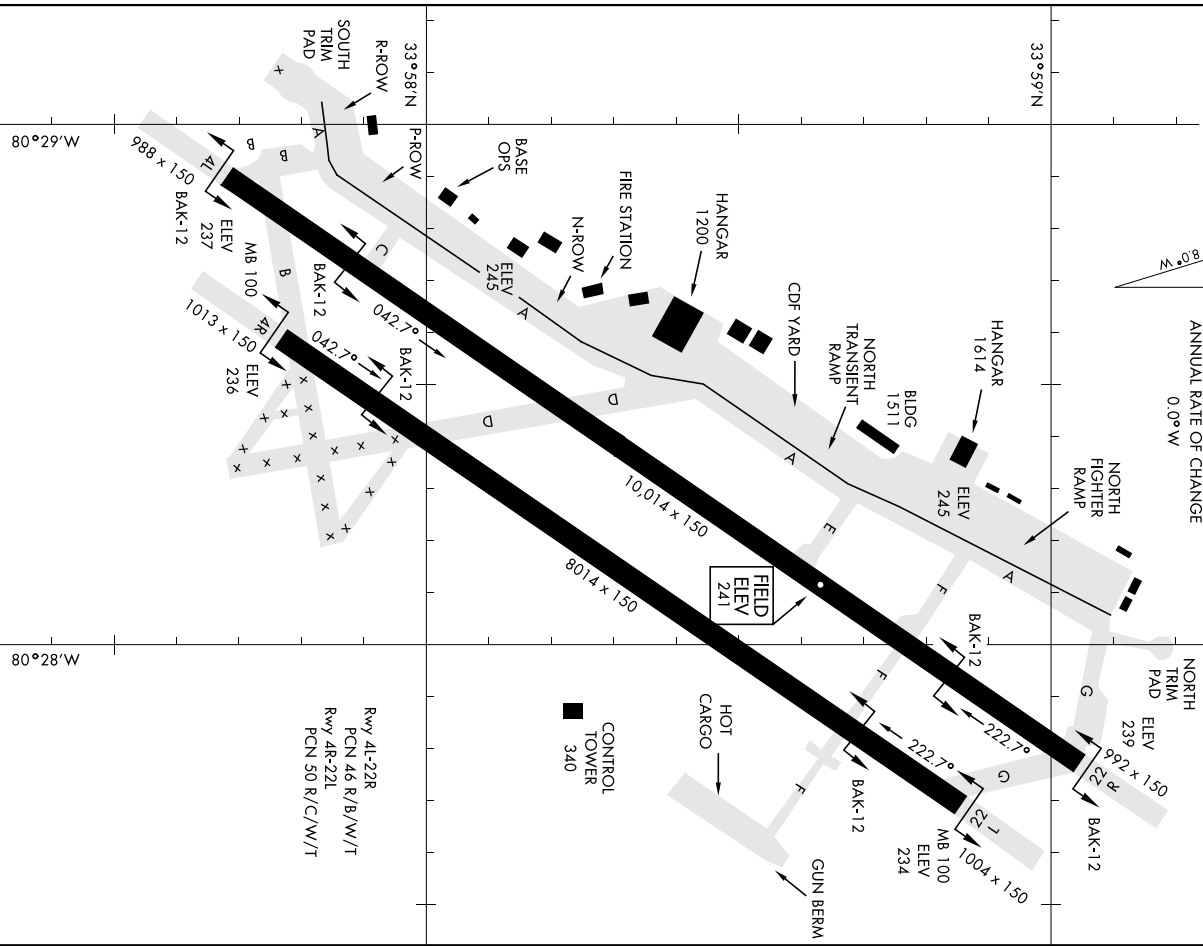 8.0° W
ANNUAL RATE OF CHANGE
0.0° W
33°58'N
33°59'N
80°29'W
80°28'W
SOUTH
TRIM
PAD
R-ROW
P-ROW
BASE
OPS
FIRE STATION
N-ROW
HANGAR
1200
CDF YARD
NORTH
TRANSIENT
RAMP
BLDG
1511
HANGAR
1614
ELEV
245
NORTH
FIGHTER
RAMP
NORTH
TRIM
PAD
ELEV
239
992 x 150
22
R
BAK-12
G
G
222.7°
BAK-12
A
A
A
A
ELEV
245
B
B
B
C
D
D
E
F
F
F
988 x 150
4L
ELEV
237
BAK-12
BAK-12
042.7°
10,014 x 150
FIELD
ELEV
241
MB 100
1013 x 150
4R
ELEV
236
042.7°
BAK-12
8014 x 150
222.7°
BAK-12
22
L
MB 100
ELEV
234
1004 x 150
HOT
CARGO
GUN BERM
CONTROL
TOWER
340
Rwy 4L-22R
PCN 46 R/B/W/T
Rwy 4R-22L
PCN 50 R/C/W/T